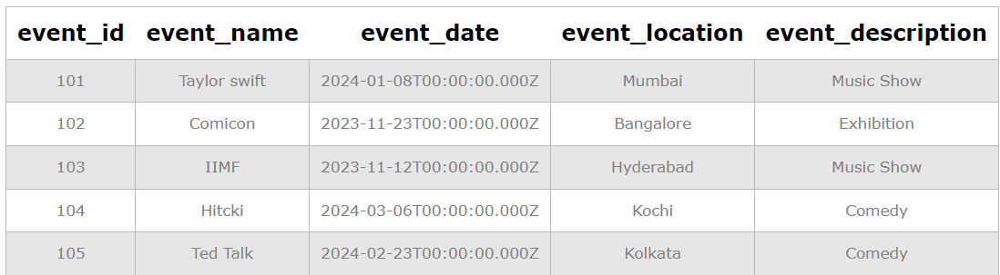 event_id event_name event_date event_location event_description
101 Taylor swift 2024-01-08T00:00:00.000Z Mumbai Music Show
102 Comicon 2023-11-23T00:00:00.000Z Bangalore Exhibition
103 IIMF 2023-11-12T00:00:00.000Z Hyderabad Music Show
104 Hitcki 2024-03-06T00:00:00.000Z Kochi Comedy
105 Ted Talk 2024-02-23T00:00:00.000Z Kolkata Comedy